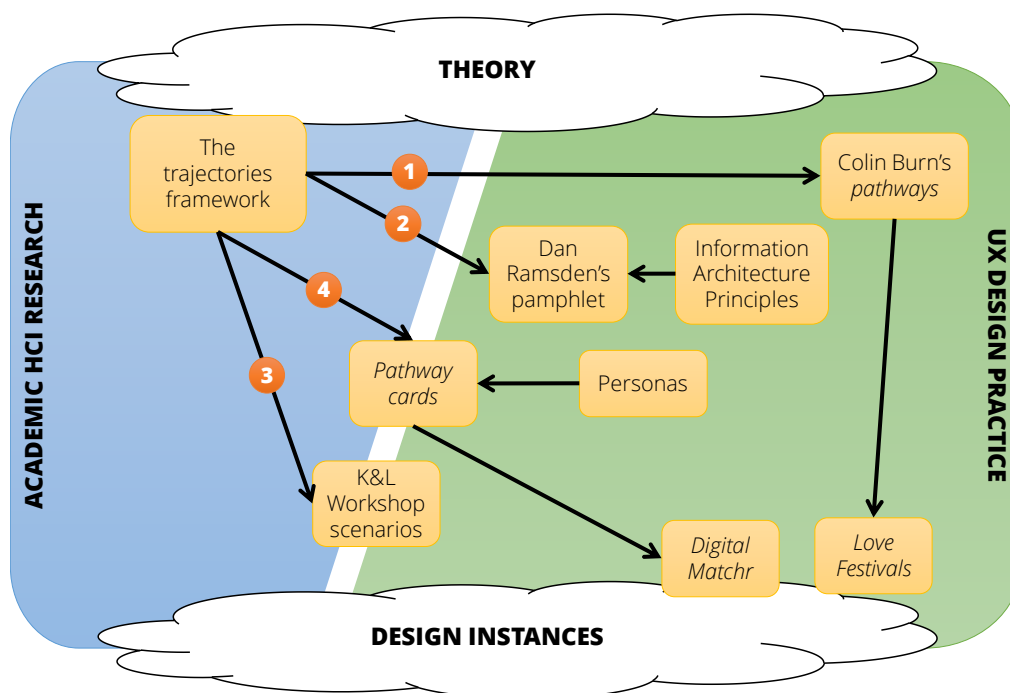 THEORY
The
trajectories
framework
1
Colin Burn's
pathways
2
Dan
Ramsden's
pamphlet
Information
Architecture
Principles
4
3
Pathway
cards
Personas
K&L
Workshop
scenarios
Digital
Matchr
Love
Festivals
ACADEMIC HCI RESEARCH
UX DESIGN PRACTICE
DESIGN INSTANCES